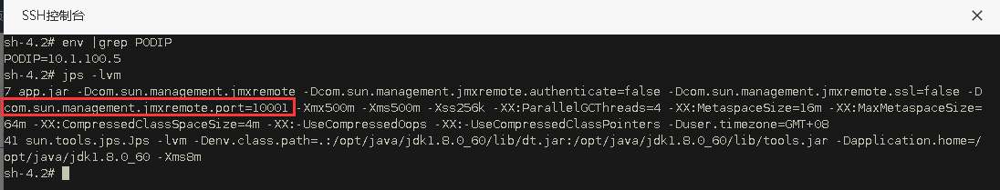 SSH控制台
sh-4.2# env |grep PODIP
PODIP=10.1.100.5
sh-4.2# jps -lvm
7 app.jar -Dcom.sun.management.jmxremote -Dcom.sun.management.jmxremote.authenticate=false -Dcom.sun.management.jmxremote.ssl=false -D
com.sun.management.jmxremote.port=10001 -Xmx500m -Xms500m -Xss256k -XX:ParallelGCThreads=4 -XX:MetaspaceSize=16m -XX:MaxMetaspaceSize=
64m -XX:CompressedClassSpaceSize=4m -XX:-UseCompressedOops -XX:-UseCompressedClassPointers -Duser.timezone=GMT+08
41 sun.tools.jps.Jps -lvm -Denv.class.path=.:/opt/java/jdk1.8.0_60/lib/dt.jar:/opt/java/jdk1.8.0_60/lib/tools.jar -Dapplication.home=/
opt/java/jdk1.8.0_60 -Xms8m
sh-4.2#